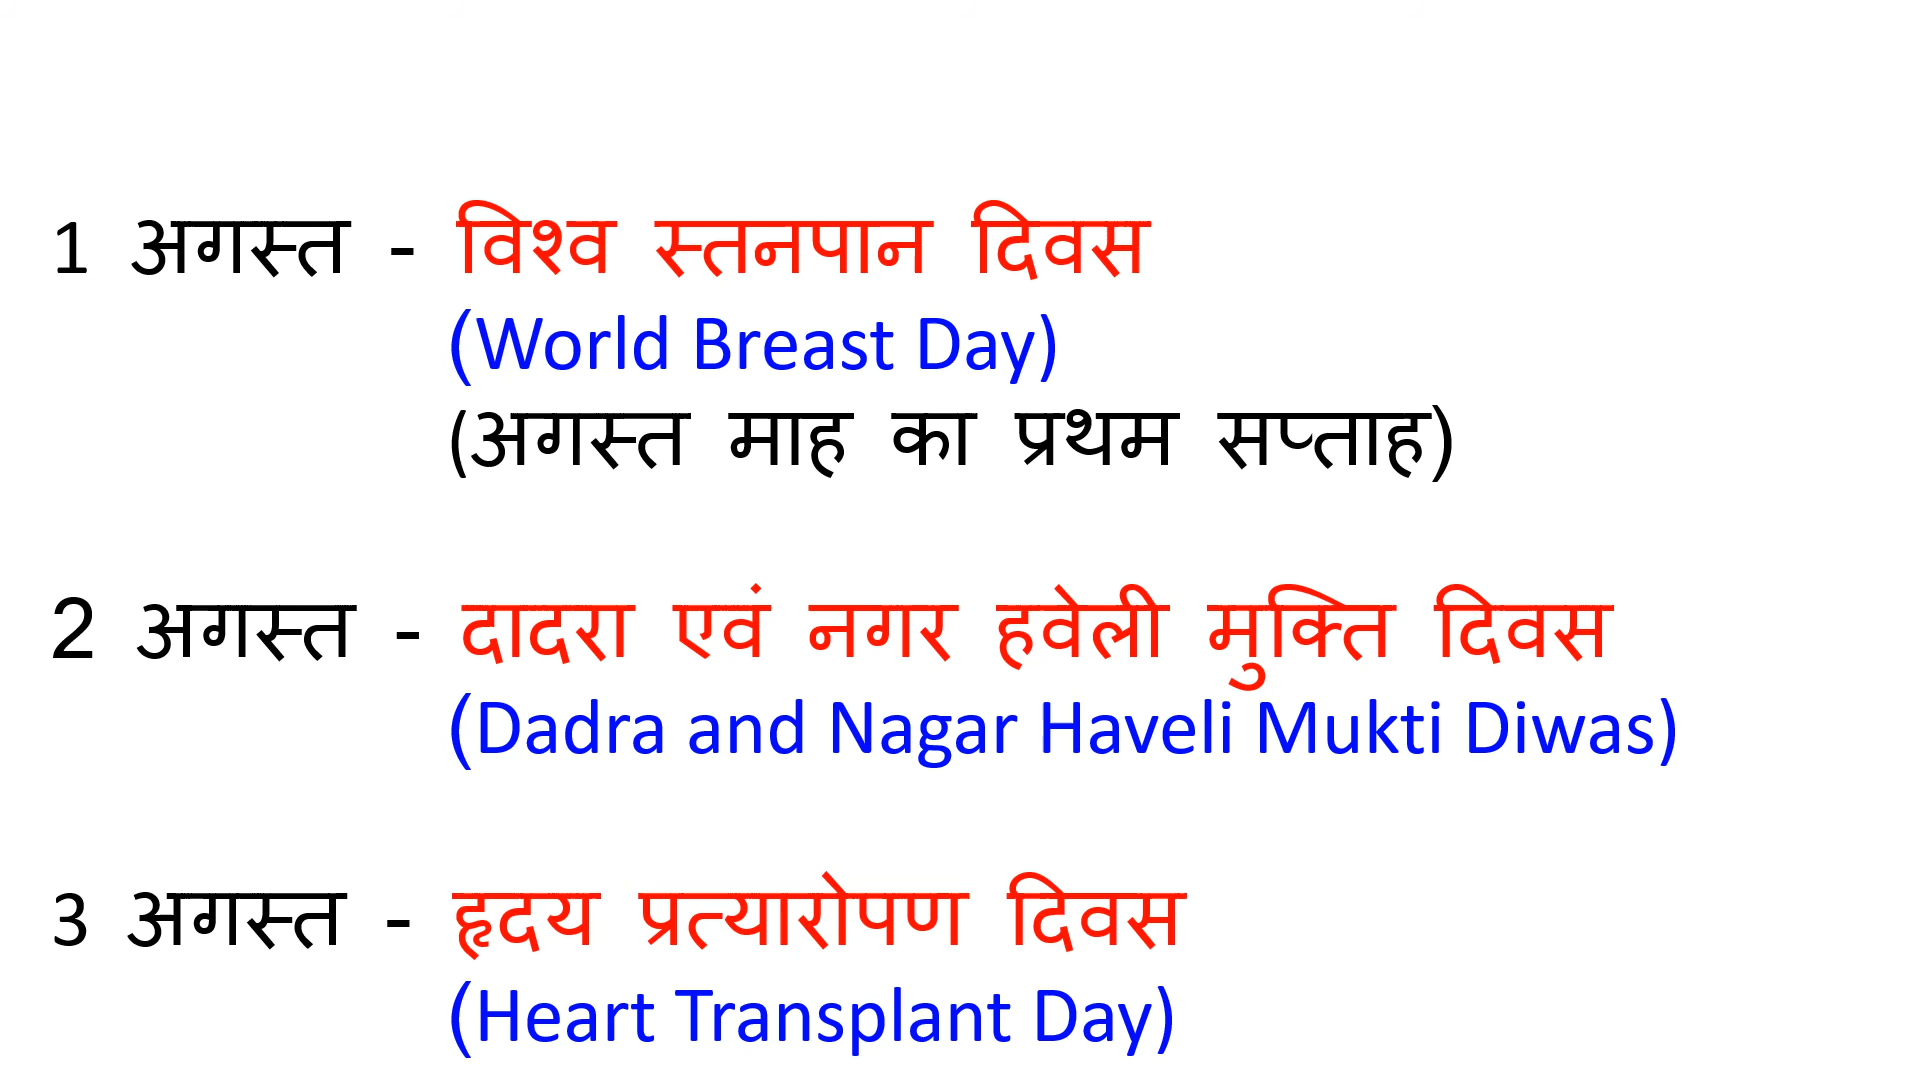 1 अगस्त - विश्व स्तनपान दिवस
(World Breast Day)
(अगस्त माह का प्रथम सप्ताह)
2 अगस्त - दादरा एवं नगर हवेली मुक्ति दिवस
(Dadra and Nagar Haveli Mukti Diwas)
3 अगस्त - हृदय प्रत्यारोपण दिवस
(Heart Transplant Day)